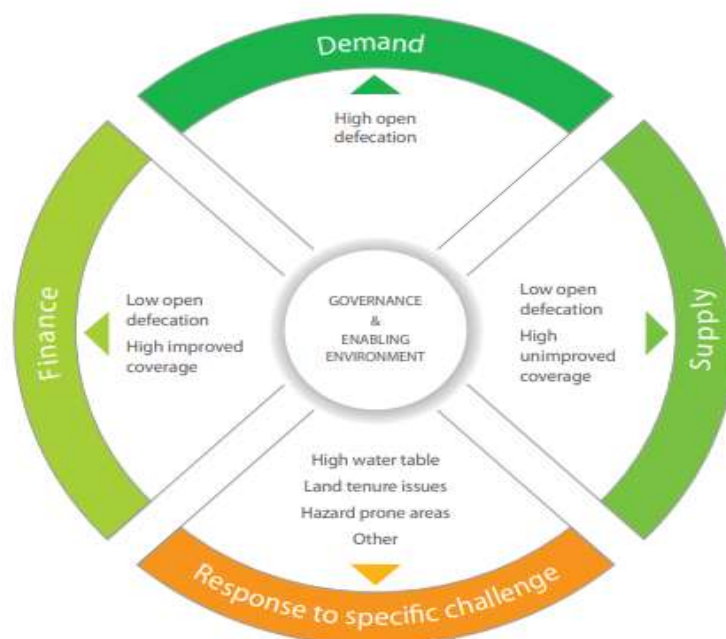 Demand
High open
defecation
Finance
Low open
defecation
High improved
coverage
GOVERNANCE
&
ENABLING
ENVIRONMENT
Low open
defecation
High
unimproved
coverage
Supply
High water table
Land tenure issues
Hazard prone areas
Other
Response to specific challenge